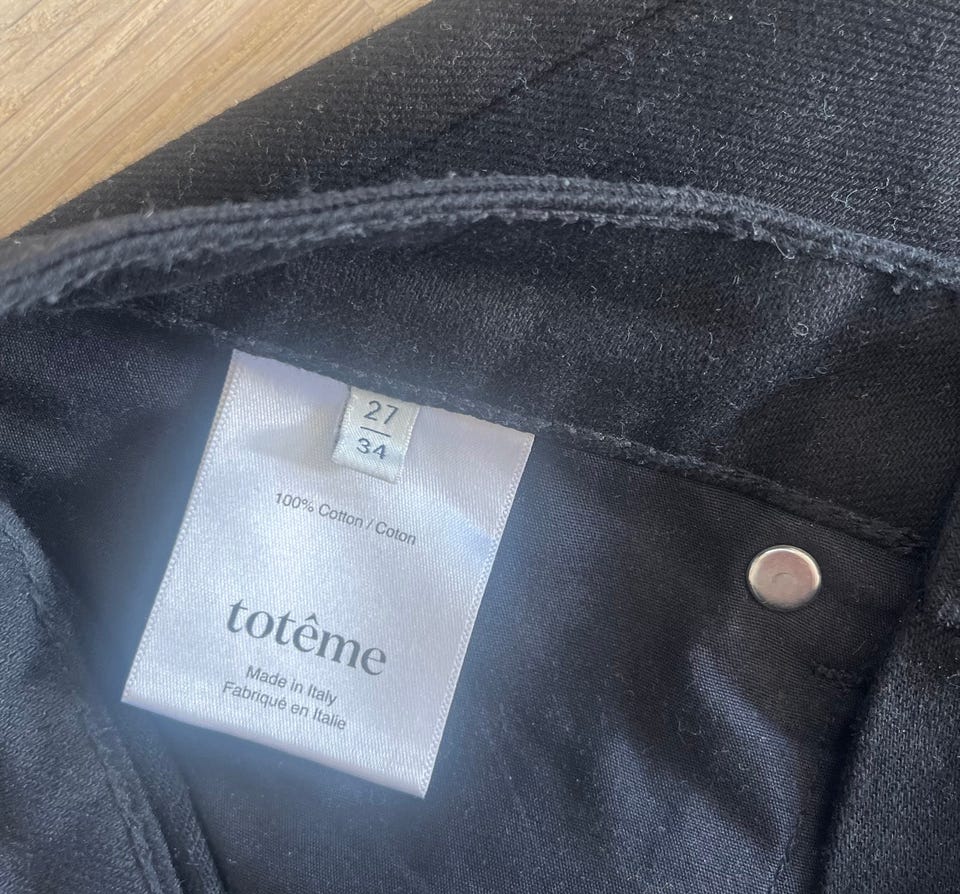 27
34
100% Cotton / Coton
totême
Made in Italy
Fabriqué en Italie